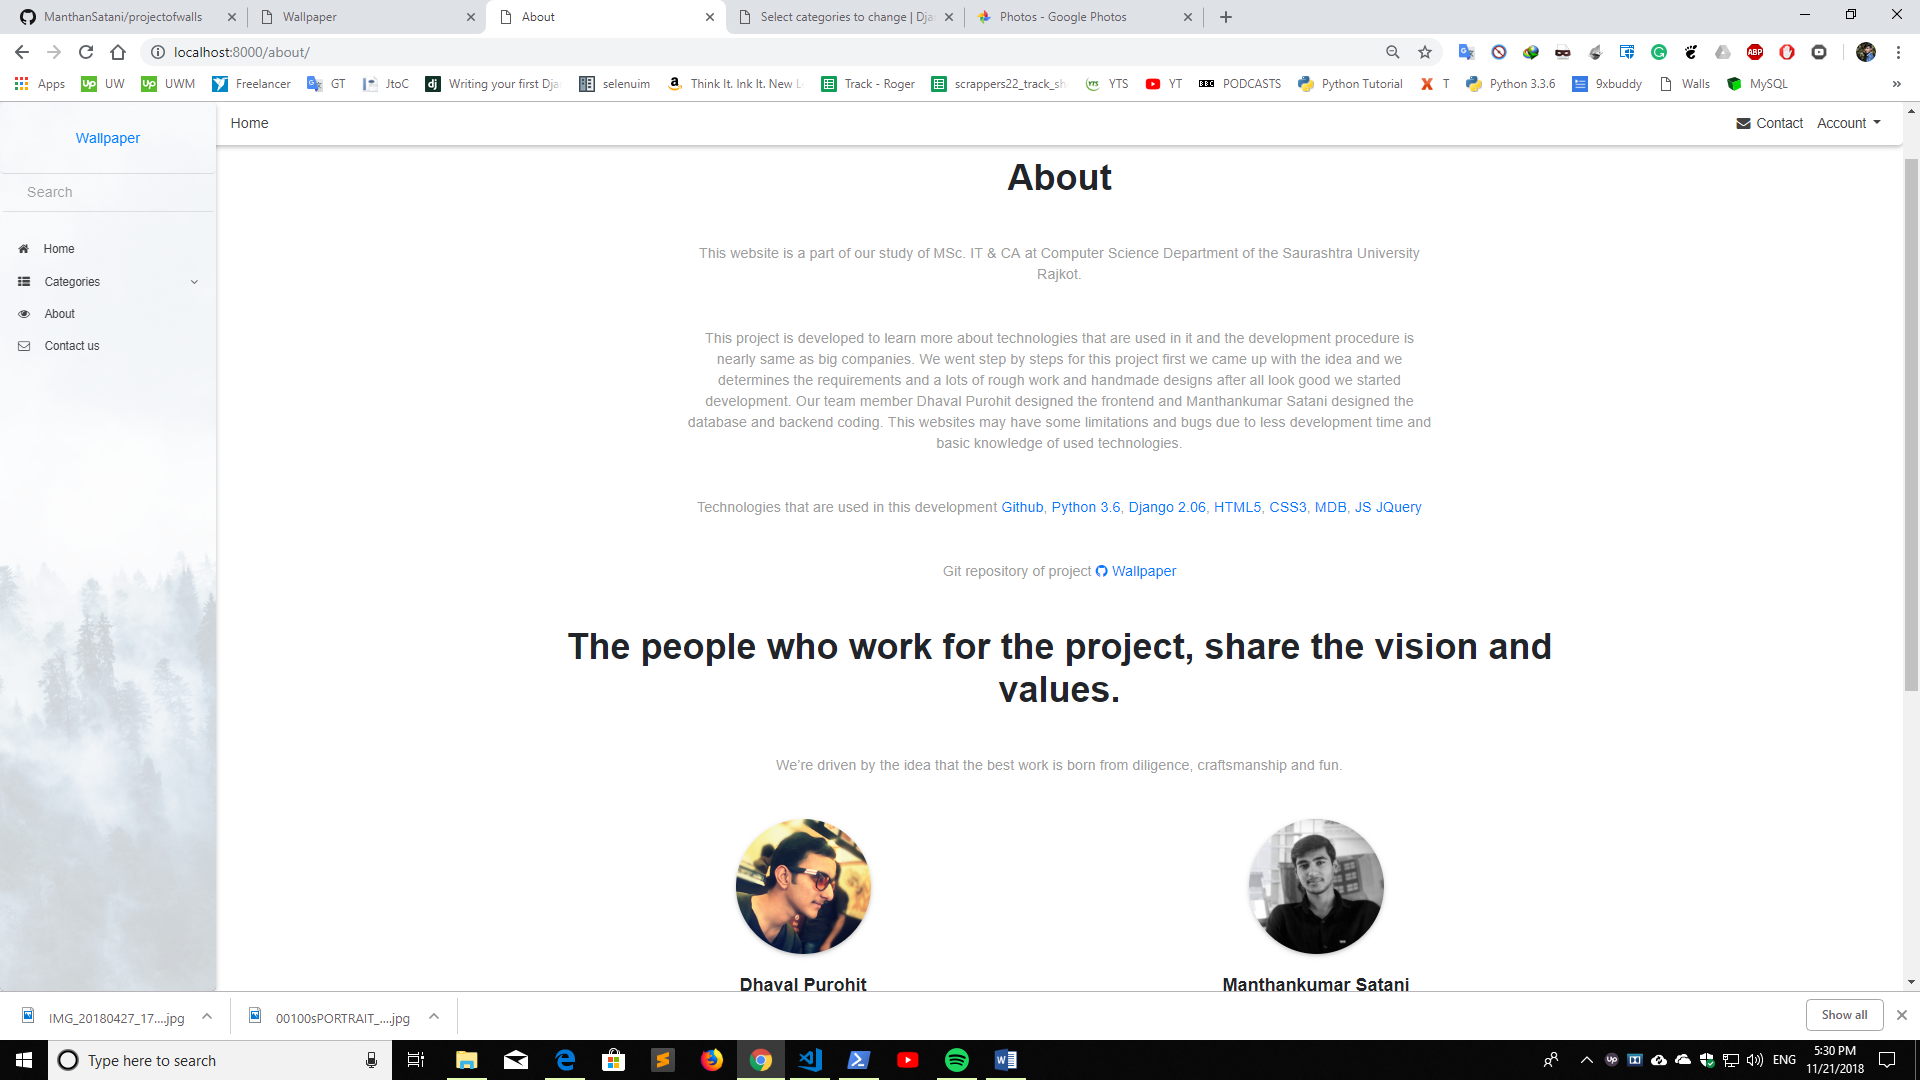 ManthanSatani/projectofwalls
Wallpaper
About
Select categories to change | Dja
Photos - Google Photos
localhost:8000/about/
Apps
UW
UWM
Freelancer
GT
JtoC
Writing your first Dja
selenuim
Think It. Ink It. New L
Track - Roger
scrappers22_track_sh
YTS
YT
PODCASTS
Python Tutorial
T
Python 3.3.6
9xbuddy
Walls
MySQL
»
Wallpaper
Search
Home
Categories
About
Contact us
Home
Contact
Account
About
This website is a part of our study of MSc. IT & CA at Computer Science Department of the Saurashtra University
Rajkot.
This project is developed to learn more about technologies that are used in it and the development procedure is
nearly same as big companies. We went step by steps for this project first we came up with the idea and we
determines the requirements and a lots of rough work and handmade designs after all look good we started
development. Our team member Dhaval Purohit designed the frontend and Manthankumar Satani designed the
database and backend coding. This websites may have some limitations and bugs due to less development time and
basic knowledge of used technologies.
Technologies that are used in this development Github, Python 3.6, Django 2.06, HTML5, CSS3, MDB, JS JQuery
Git repository of project Wallpaper
The people who work for the project, share the vision and
values.
We're driven by the idea that the best work is born from diligence, craftsmanship and fun.
Dhaval Purohit
Manthankumar Satani
IMG_20180427_17....jpg
00100sPORTRAIT_....jpg
Show all
Type here to search
ENG
5:30 PM
11/21/2018